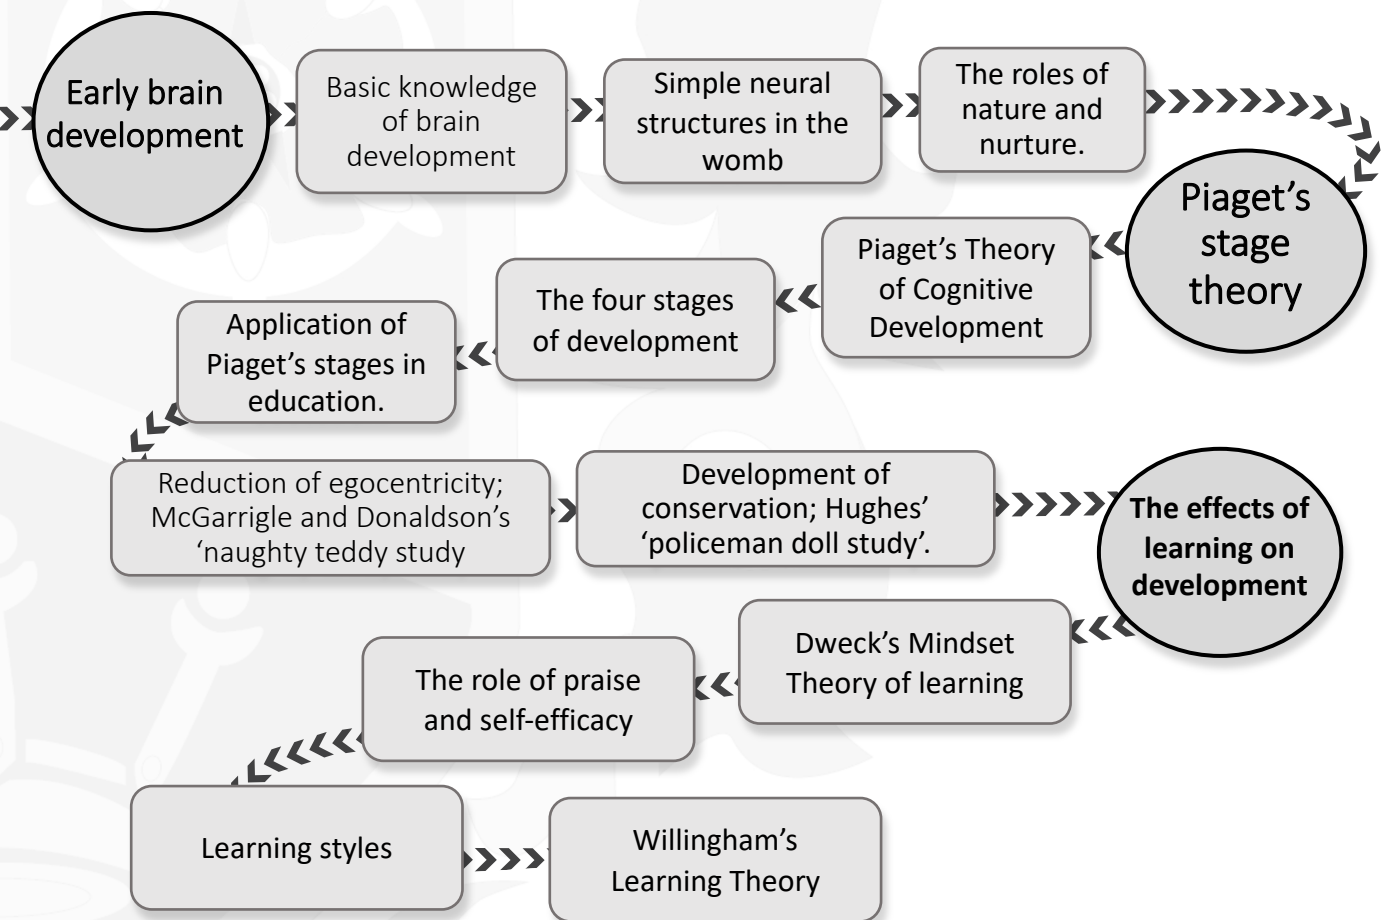 Early brain
development
Basic knowledge
of brain
development
Simple neural
structures in the
womb
The roles of
nature and
nurture.
Piaget's
stage
theory
Piaget's Theory
of Cognitive
Development
The four stages
of development
Application of
Piaget's stages in
education.
Reduction of egocentricity;
McGarrigle and Donaldson's
'naughty teddy study
Development of
conservation; Hughes'
'policeman doll study'.
The effects of
learning on
development
Dweck's Mindset
Theory of learning
The role of praise
and self-efficacy
Learning styles
Willingham's
Learning Theory